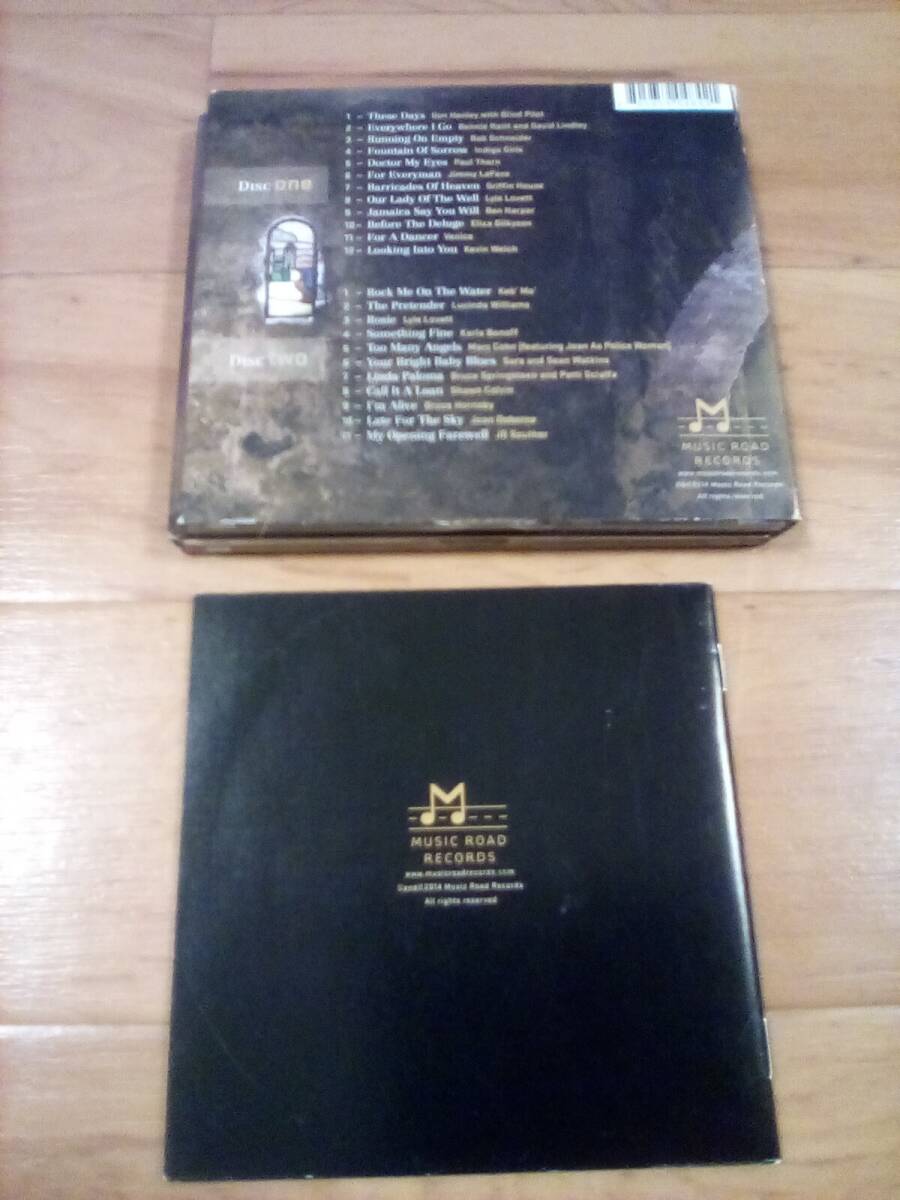 Disc one
1 - These Days Don Henley with Blind Pilot
2 - Everywhere I Go Bonnie Raitt and David Lindley
3 - Running On Empty Bob Schneider
4 - Fountain Of Sorrow Indigo Girls
5 - Doctor My Eyes Paul Thorn
6 - For Everyman Jimmy LaFave
7 - Barricades Of Heaven Griffin House
8 - Our Lady Of The Well Lyle Lovett
9 - Jamaica Say You Will Ben Harper
10 - Before The Deluge Eliza Gilkyson
11 - For A Dancer Venice
12 - Looking Into You Kevin Welch
Disc two
1 - Rock Me On The Water Keb' Mo'
2 - The Pretender Lucinda Williams
3 - Rosie Lyle Lovett
4 - Something Fine Karla Bonoff
5 - Too Many Angels Marc Cohn (featuring Joan As Police Woman)
6 - Your Bright Baby Blues Sara and Sean Watkins
7 - Linda Paloma Bruce Springsteen and Patti Scialfa
8 - Call It A Loan Shawn Colvin
9 - I'm Alive Bruce Hornsby
10 - Late For The Sky Joan Osborne
11 - My Opening Farewell JD Souther
MUSIC ROAD
RECORDS
www.musicroadrecords.com
2014 Music Road Records
All rights reserved
MUSIC ROAD
RECORDS
www.musicroadrecords.com
2014 Music Road Records
All rights reserved